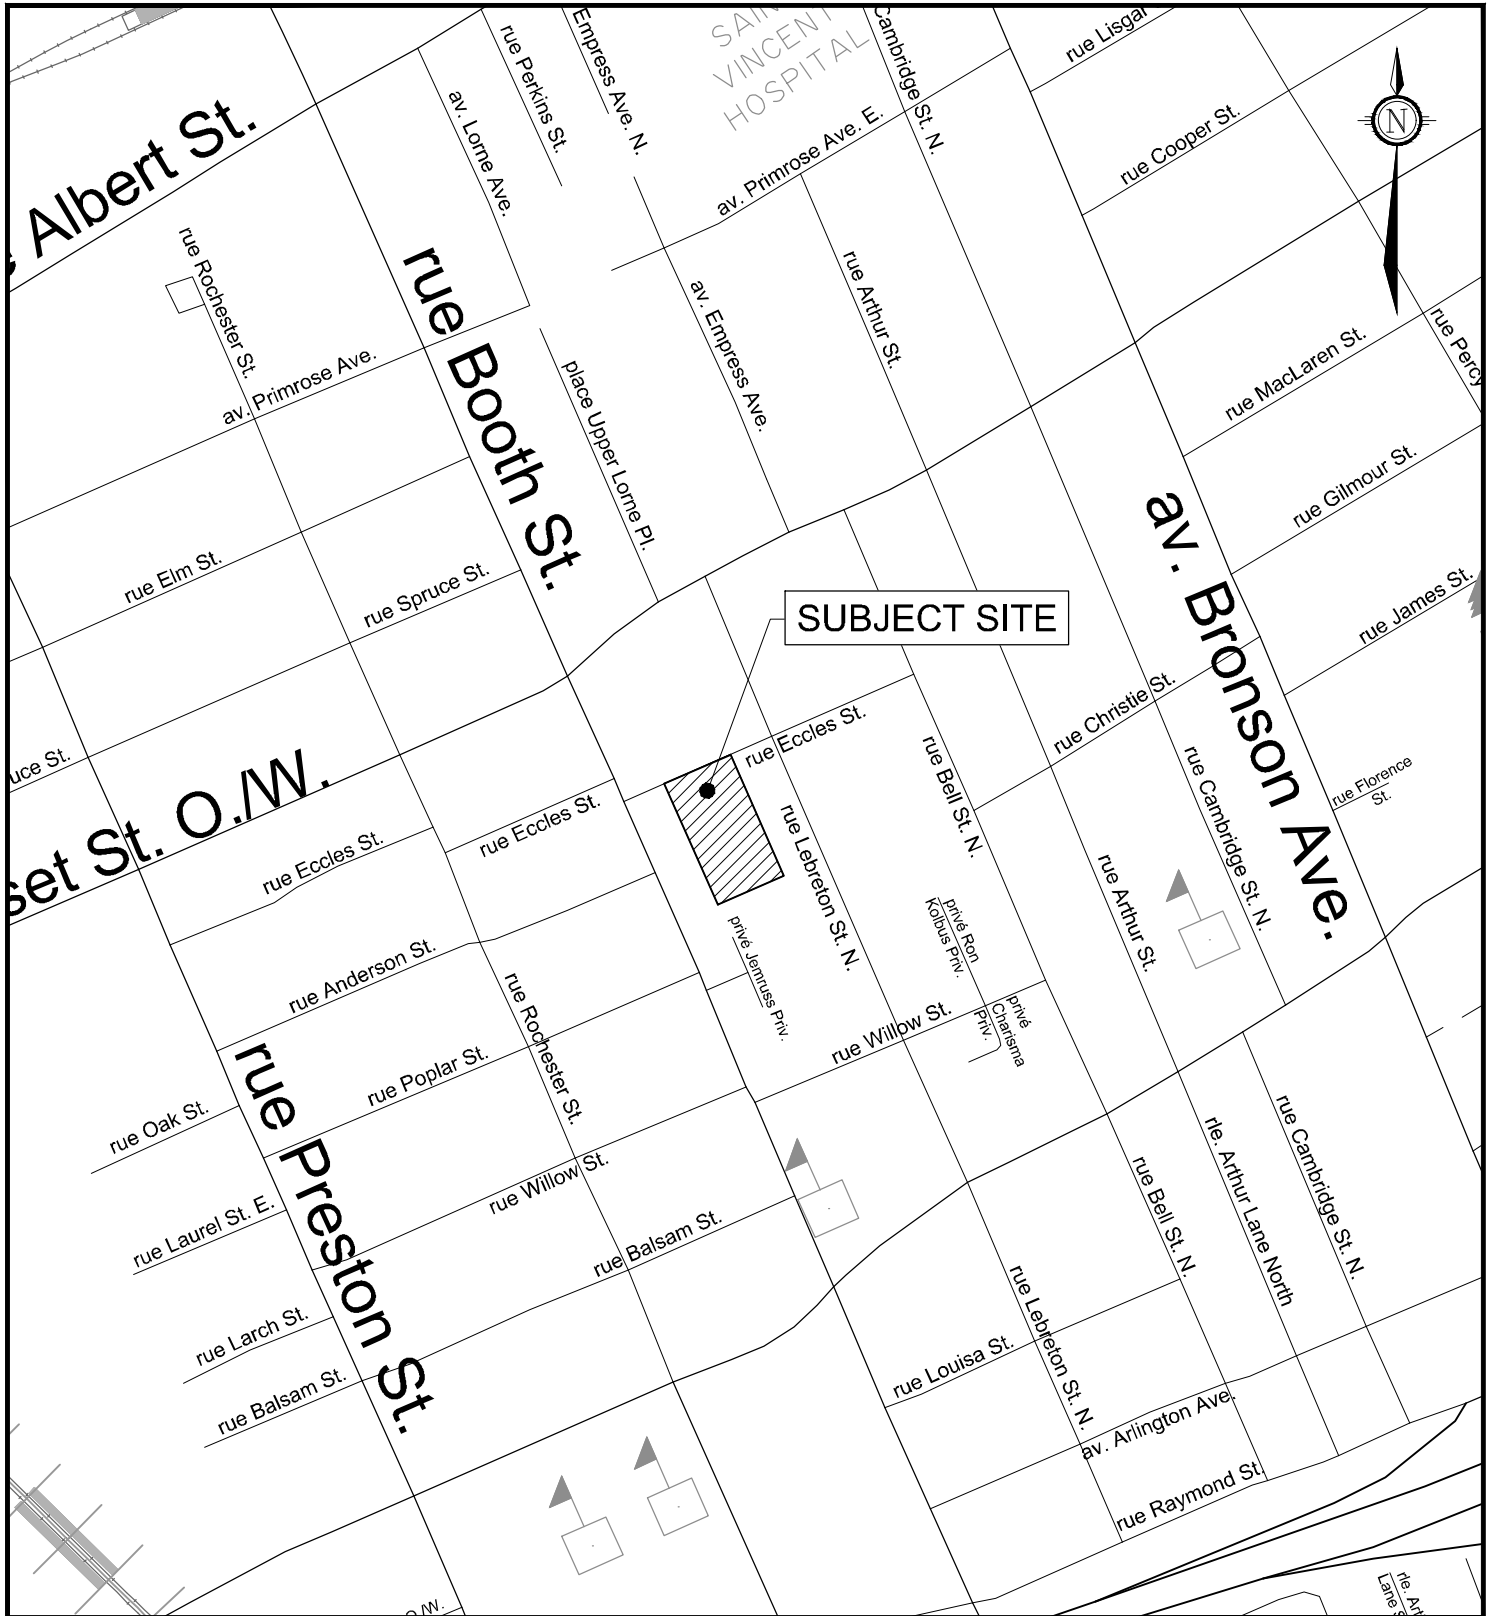 SAINT
VINCENT
HOSPITAL
Albert St.
rue Perkins St.
Empress Ave. N.
Cambridge St. N.
rue Lisgar
rue Cooper St.
N
av. Lorne Ave.
av. Primrose Ave. E.
rue Rochester St.
rue Booth St.
av. Primrose Ave.
place Upper Lorne Pl.
av. Empress Ave.
rue Arthur St.
rue MacLaren St.
rue Percy
rue Gilmour St.
rue James St.
av. Bronson Ave.
rue Elm St.
rue Spruce St.
SUBJECT SITE
uce St.
set St. O./W.
rue Eccles St.
rue Eccles St.
rue Eccles St.
rue Christie St.
rue Bell St. N.
rue Cambridge St. N.
rue Florence
St.
rue Lebreton St. N.
rue Arthur St.
rue Anderson St.
privé Jemruss Priv.
privé Ron
Kolbus Priv.
rue Rochester St.
rue Willow St.
privé
Charisma
Priv.
rue Poplar St.
rue Oak St.
rue Preston St.
rue Willow St.
rue Laurel St. E.
rue Balsam St.
rue Bell St. N.
rle. Arthur Lane North
rue Cambridge St. N.
rue Larch St.
rue Balsam St.
rue Louisa St.
rue Lebreton St. N.
av. Arlington Ave.
rue Raymond St.
O./W.
rle. Art
Lane S